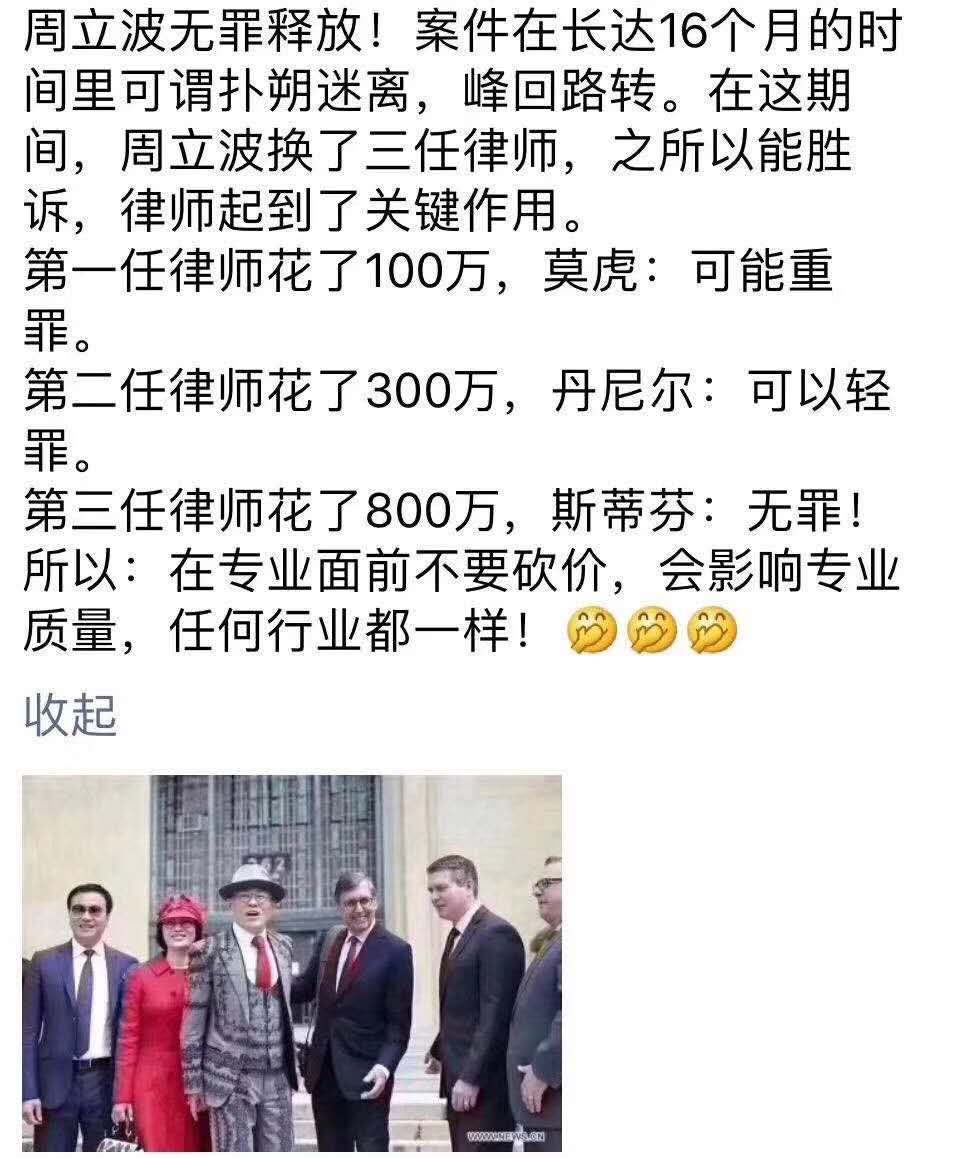 周立波无罪释放！案件在长达16个月的时
间里可谓扑朔迷离，峰回路转。在这期
间，周立波换了三任律师，之所以能胜
诉，律师起到了关键作用。
第一任律师花了100万，莫虎：可能重
罪。
第二任律师花了300万，丹尼尔：可以轻
罪。
第三任律师花了800万，斯蒂芬：无罪！
所以：在专业面前不要砍价，会影响专业
质量，任何行业都一样！🤭🤭🤭
收起
262
WWW.NEWS.CN